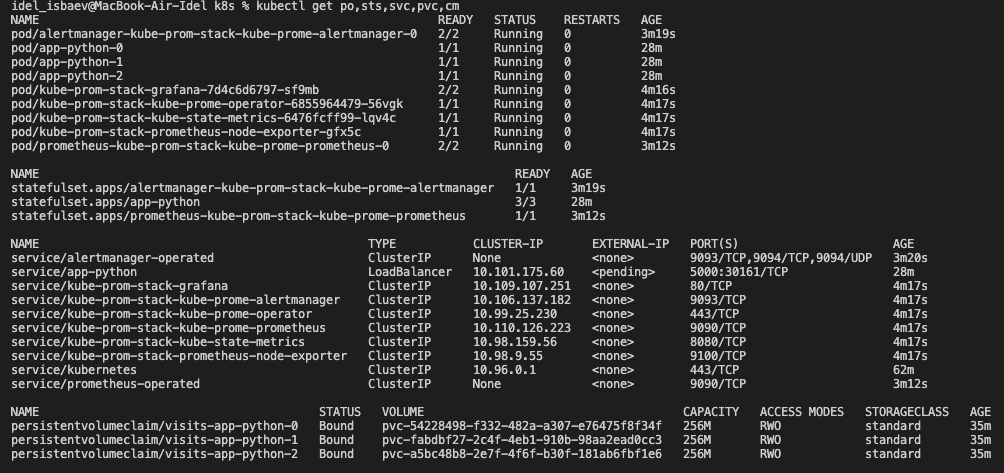 idel_isbaev@MacBook-Air-Idel k8s % kubectl get po,sts,svc,pvc,cm
NAME READY STATUS RESTARTS AGE
pod/alertmanager-kube-prom-stack-kube-prome-alertmanager-0 2/2 Running 0 3m19s
pod/app-python-0 1/1 Running 0 28m
pod/app-python-1 1/1 Running 0 28m
pod/app-python-2 1/1 Running 0 28m
pod/kube-prom-stack-grafana-7d4c6d6797-sf9mb 2/2 Running 0 4m16s
pod/kube-prom-stack-kube-prome-operator-6855964479-56vgk 1/1 Running 0 4m17s
pod/kube-prom-stack-kube-state-metrics-6476fcff99-lqv4c 1/1 Running 0 4m17s
pod/kube-prom-stack-prometheus-node-exporter-gfx5c 1/1 Running 0 4m17s
pod/prometheus-kube-prom-stack-kube-prome-prometheus-0 2/2 Running 0 3m12s
NAME READY AGE
statefulset.apps/alertmanager-kube-prom-stack-kube-prome-alertmanager 1/1 3m19s
statefulset.apps/app-python 3/3 28m
statefulset.apps/prometheus-kube-prom-stack-kube-prome-prometheus 1/1 3m12s
NAME TYPE CLUSTER-IP EXTERNAL-IP PORT(S) AGE
service/alertmanager-operated ClusterIP None <none> 9093/TCP,9094/TCP,9094/UDP 3m20s
service/app-python LoadBalancer 10.101.175.60 <pending> 5000:30161/TCP 28m
service/kube-prom-stack-grafana ClusterIP 10.109.107.251 <none> 80/TCP 4m17s
service/kube-prom-stack-kube-prome-alertmanager ClusterIP 10.106.137.182 <none> 9093/TCP 4m17s
service/kube-prom-stack-kube-prome-operator ClusterIP 10.99.25.230 <none> 443/TCP 4m17s
service/kube-prom-stack-kube-prome-prometheus ClusterIP 10.110.126.223 <none> 9090/TCP 4m17s
service/kube-prom-stack-kube-state-metrics ClusterIP 10.98.159.56 <none> 8080/TCP 4m17s
service/kube-prom-stack-prometheus-node-exporter ClusterIP 10.98.9.55 <none> 9100/TCP 4m17s
service/kubernetes ClusterIP 10.96.0.1 <none> 443/TCP 62m
service/prometheus-operated ClusterIP None <none> 9090/TCP 3m12s
NAME STATUS VOLUME CAPACITY ACCESS MODES STORAGECLASS AGE
persistentvolumeclaim/visits-app-python-0 Bound pvc-54228498-f332-482a-a307-e76475f8f34f 256M RWO standard 35m
persistentvolumeclaim/visits-app-python-1 Bound pvc-fabdbf27-2c4f-4eb1-910b-98aa2ead0cc3 256M RWO standard 35m
persistentvolumeclaim/visits-app-python-2 Bound pvc-a5bc48b8-2e7f-4f6f-b30f-181ab6fbf1e6 256M RWO standard 35m